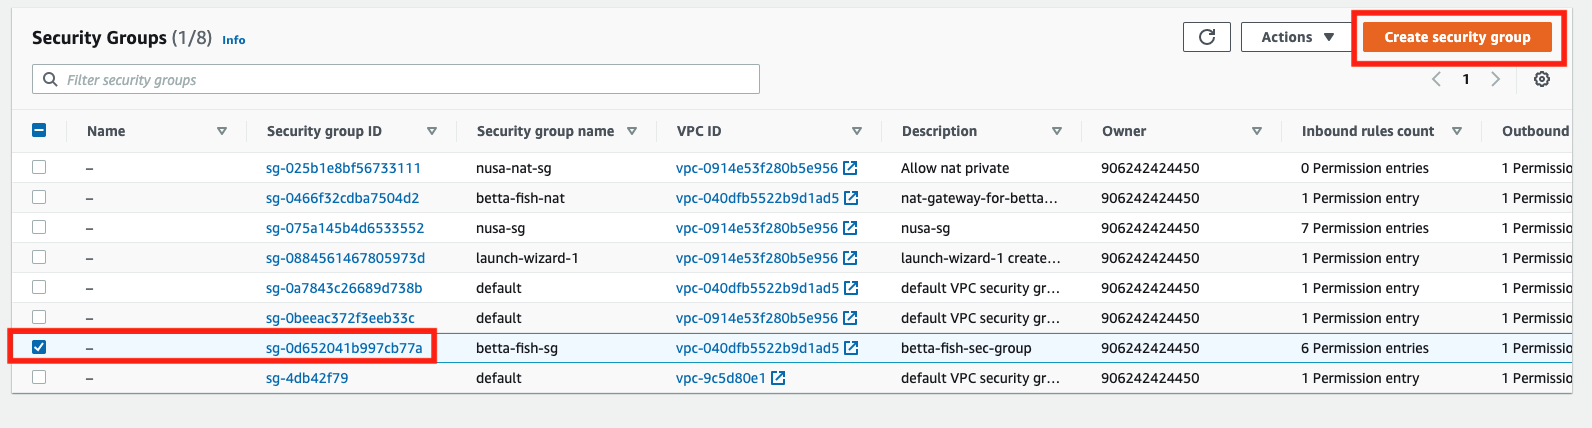 Security Groups (1/8) Info
Actions
Create security group
Filter security groups
1
Name Security group ID Security group name VPC ID Description Owner Inbound rules count Outbound
– sg-025b1e8bf56733111 nusa-nat-sg vpc-0914e53f280b5e956 Allow nat private 906242424450 0 Permission entries 1 Permissio
– sg-0466f32cdba7504d2 betta-fish-nat vpc-040dfb5522b9d1ad5 nat-gateway-for-betta... 906242424450 1 Permission entry 1 Permissio
– sg-075a145b4d6533552 nusa-sg vpc-0914e53f280b5e956 nusa-sg 906242424450 7 Permission entries 1 Permissio
– sg-0884561467805973d launch-wizard-1 vpc-0914e53f280b5e956 launch-wizard-1 create... 906242424450 1 Permission entry 1 Permissio
– sg-0a7843c26689d738b default vpc-040dfb5522b9d1ad5 default VPC security gr... 906242424450 1 Permission entry 1 Permissio
– sg-0beeac372f3eeb33c default vpc-0914e53f280b5e956 default VPC security gr... 906242424450 1 Permission entry 1 Permissio
– sg-0d652041b997cb77a betta-fish-sg vpc-040dfb5522b9d1ad5 betta-fish-sec-group 906242424450 6 Permission entries 1 Permissio
– sg-4db42f79 default vpc-9c5d80e1 default VPC security gr... 906242424450 1 Permission entry 1 Permissio